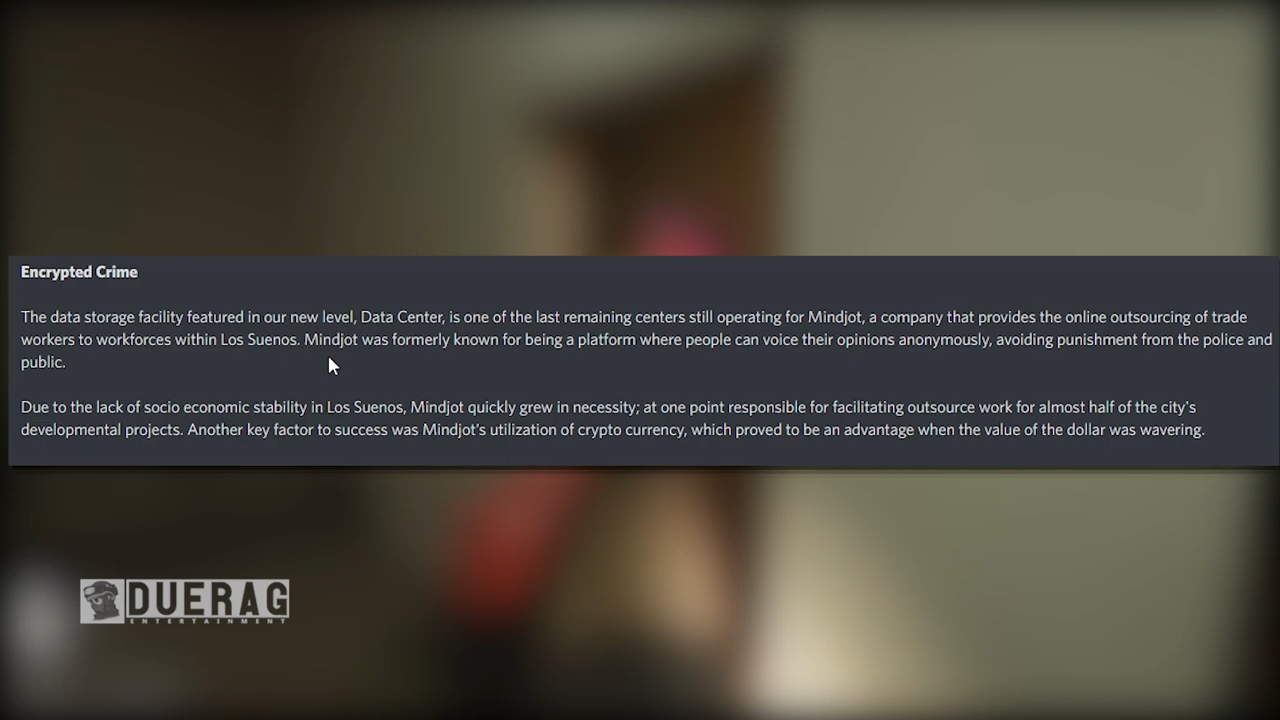 Encrypted Crime
The data storage facility featured in our new level, Data Center, is one of the last remaining centers still operating for Mindjot, a company that provides the online outsourcing of trade
workers to workforces within Los Suenos. Mindjot was formerly known for being a platform where people can voice their opinions anonymously, avoiding punishment from the police and
public.
Due to the lack of socio economic stability in Los Suenos, Mindjot quickly grew in necessity; at one point responsible for facilitating outsource work for almost half of the city's
developmental projects. Another key factor to success was Mindjot's utilization of crypto currency, which proved to be an advantage when the value of the dollar was wavering.
DUERAG
ENTERTAINMENT